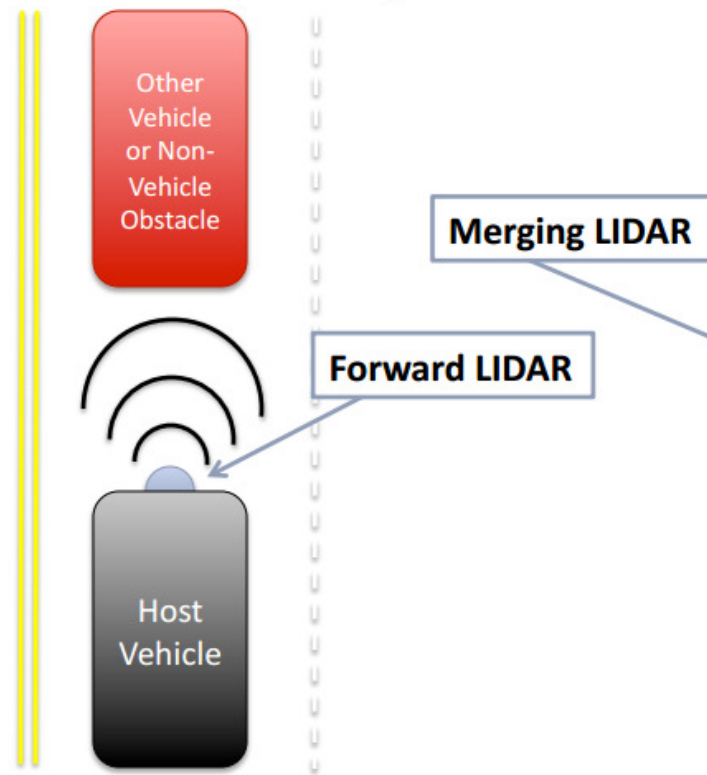 Other
Vehicle
or Non-
Vehicle
Obstacle
Merging LIDAR
Forward LIDAR
Host
Vehicle